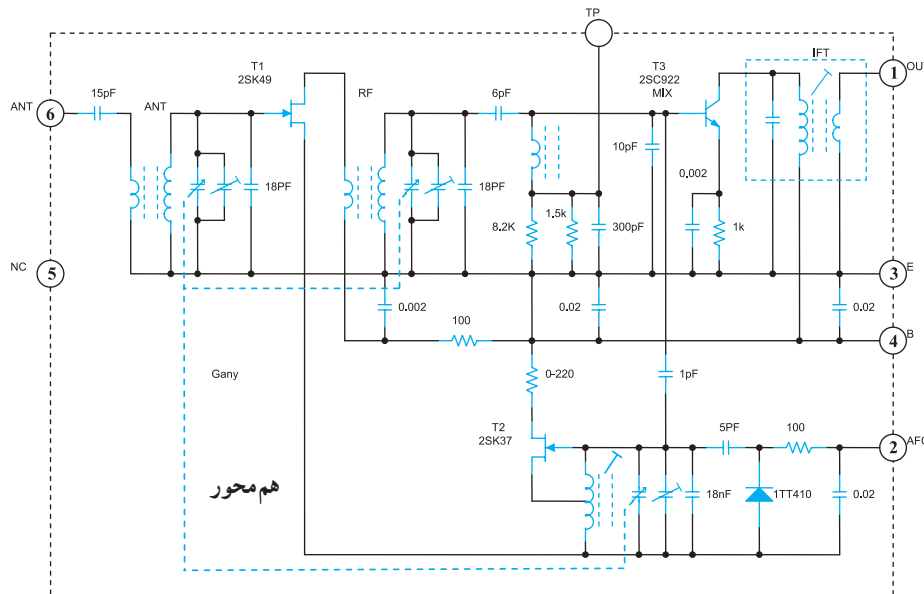 TP
T1
2SK49
T3
2SC922
MIX
IFT
1
OUT
ANT
6
15pF
ANT
RF
6pF
10pF
0.002
18PF
18PF
8.2K
1.5k
300pF
1k
NC
5
3
E
0.002
0.02
0.02
100
4
B
Gany
0-220
1pF
T2
2SK37
5PF
100
2
AFC
هم‌محور
18nF
1TT410
0.02